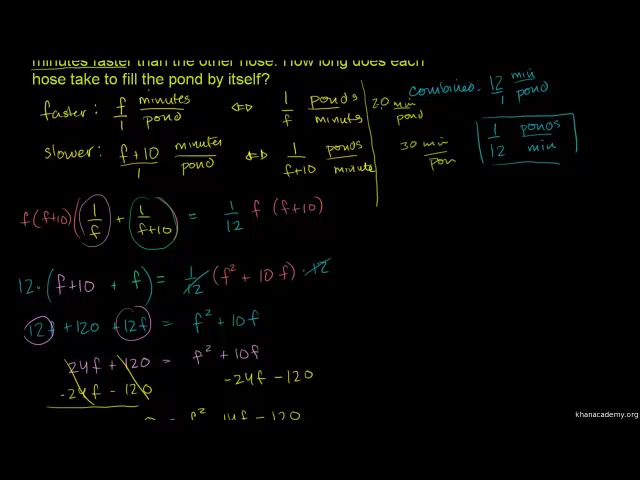 minutes faster than the other hose. How long does each
hose take to fill the pond by itself?
faster: f/1 minutes/pond ⇔ 1/f ponds/minutes
slower: f+10/1 minutes/pond ⇔ 1/f+10 ponds/minute
20 min/pond
30 min/pon
combined: 12/1 min/pond
1/12 ponds/min
f(f+10)(1/f + 1/f+10) = 1/12 f (f+10)
12·(f+10 + f) = 1/12 (f² + 10f)·12
12f + 120 + 12f = f² + 10f
24f + 120 = f² + 10f
-24f - 120 -24f - 120
f² 14f - 120
khanacademy.org